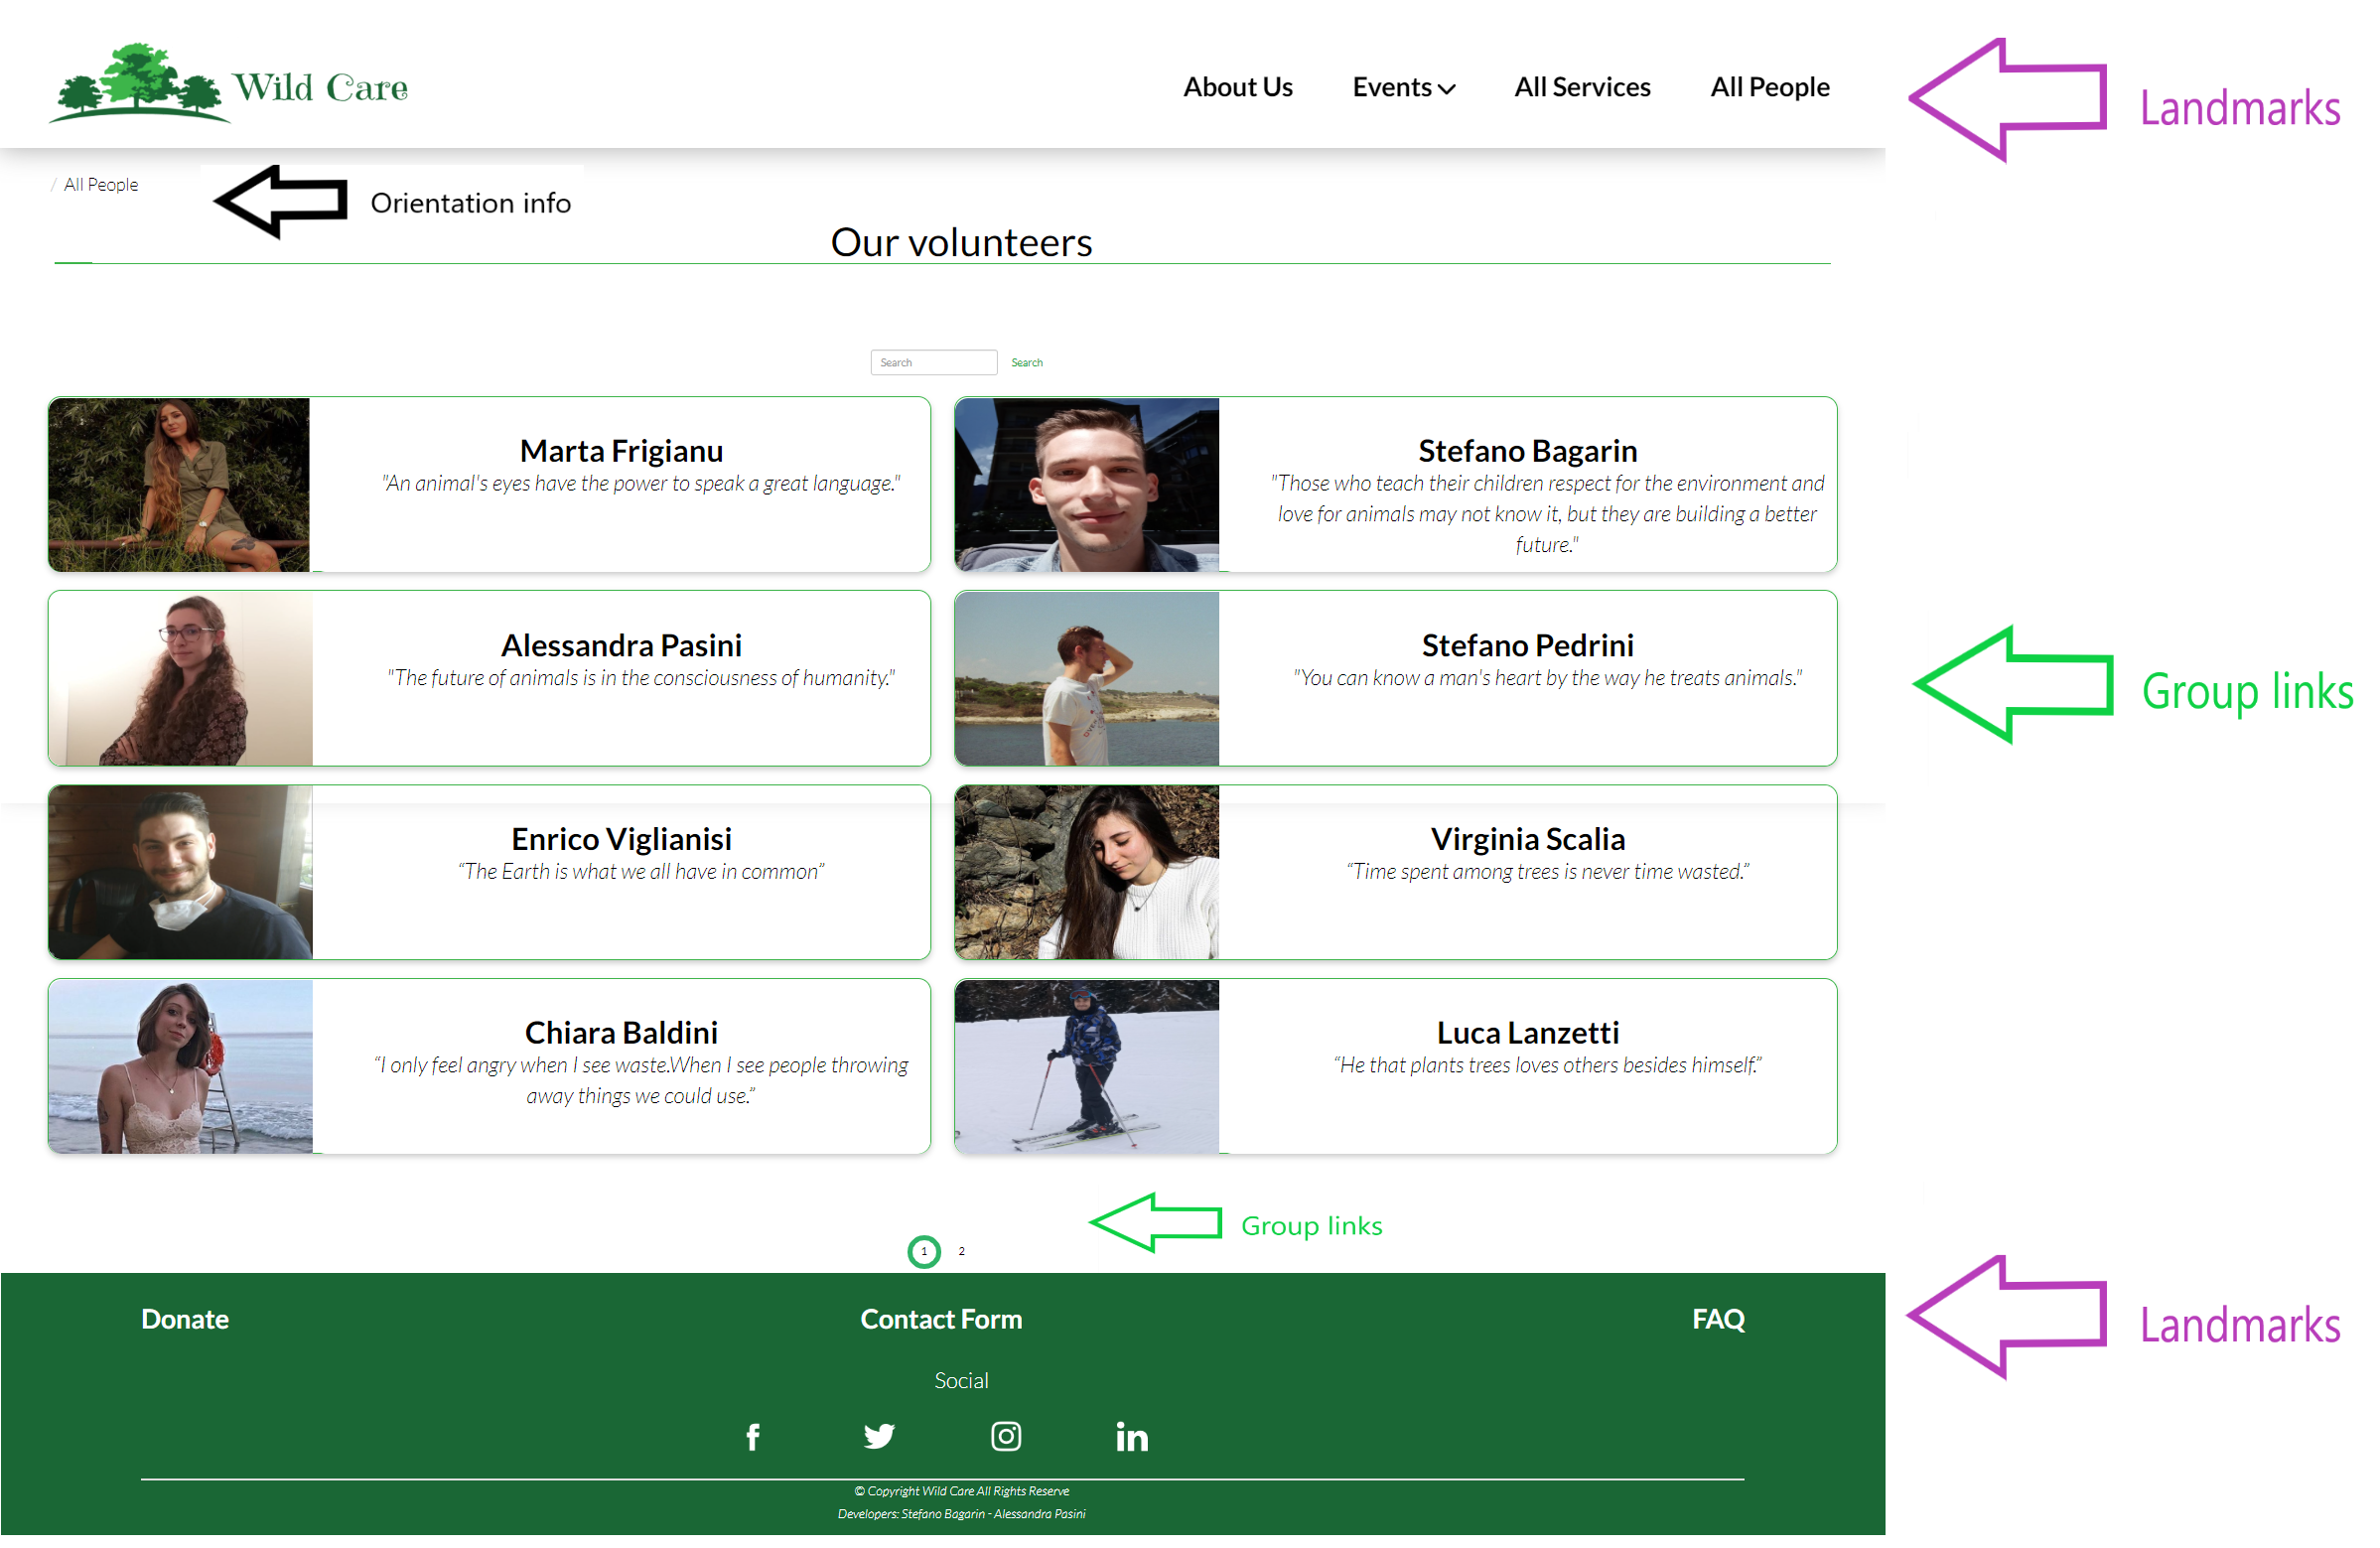 Wild Care
About Us
Events
All Services
All People
Landmarks
/ All People
Orientation info
Our volunteers
Search
Search
Marta Frigianu
"An animal's eyes have the power to speak a great language."
Stefano Bagarin
"Those who teach their children respect for the environment and
love for animals may not know it, but they are building a better
future."
Alessandra Pasini
"The future of animals is in the consciousness of humanity."
Stefano Pedrini
"You can know a man's heart by the way he treats animals."
Group links
Enrico Viglianisi
“The Earth is what we all have in common”
Virginia Scalia
“Time spent among trees is never time wasted.”
Chiara Baldini
“I only feel angry when I see waste.When I see people throwing
away things we could use.”
Luca Lanzetti
“He that plants trees loves others besides himself.”
Group links
1
2
Donate
Contact Form
FAQ
Landmarks
Social
© Copyright Wild Care All Rights Reserve
Developers: Stefano Bagarin - Alessandra Pasini